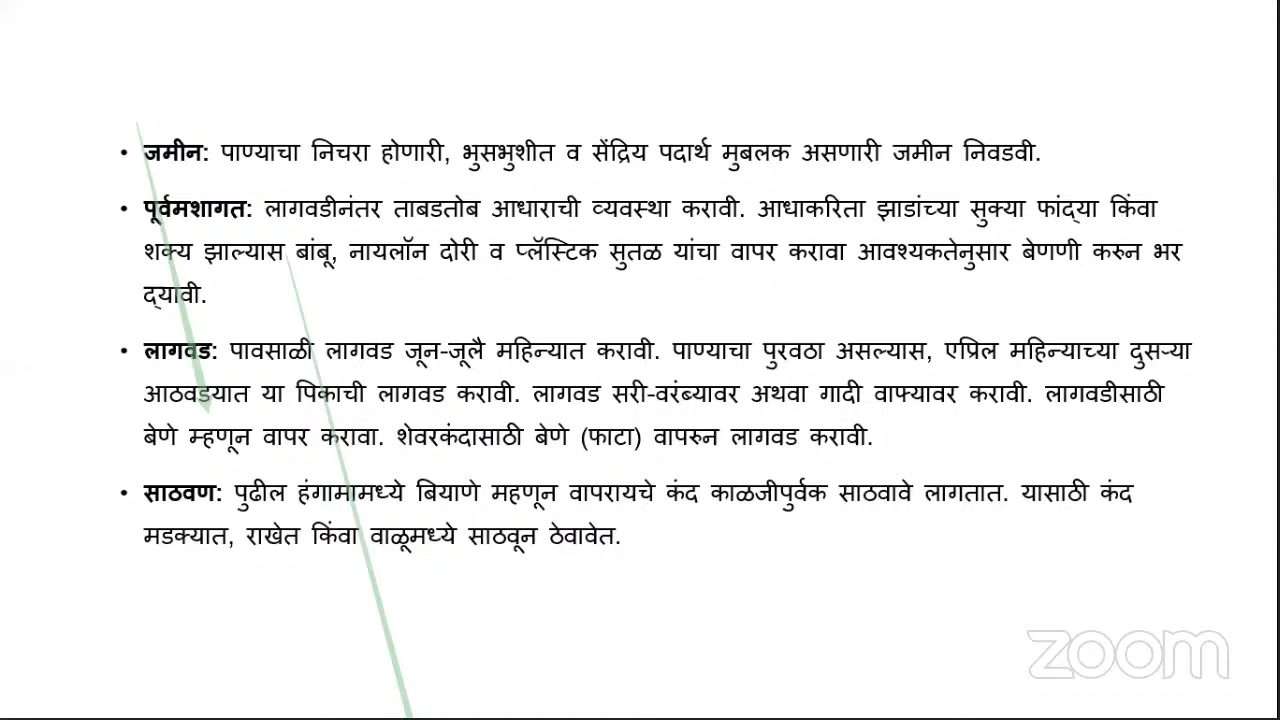 • जमीन: पाण्याचा निचरा होणारी, भुसभुशीत व सेंद्रिय पदार्थ मुबलक असणारी जमीन निवडवी.
• पूर्वमशागत: लागवडीनंतर ताबडतोब आधाराची व्यवस्था करावी. आधाकरिता झाडांच्या सुक्या फांद्या किंवा
शक्य झाल्यास बांबू, नायलॉन दोरी व प्लॅस्टिक सुतळ यांचा वापर करावा आवश्यकतेनुसार बेणणी करुन भर
द्यावी.
• लागवड: पावसाळी लागवड जून-जूलै महिन्यात करावी. पाण्याचा पुरवठा असल्यास, एप्रिल महिन्याच्या दुसऱ्या
आठवडयात या पिकाची लागवड करावी. लागवड सरी-वरंब्यावर अथवा गादी वाफ्यावर करावी. लागवडीसाठी
बेणे म्हणून वापर करावा. शेवरकंदासाठी बेणे (फाटा) वापरुन लागवड करावी.
• साठवण: पुढील हंगामामध्ये बियाणे महणून वापरायचे कंद काळजीपुर्वक साठवावे लागतात. यासाठी कंद
मडक्यात, राखेत किंवा वाळूमध्ये साठवून ठेवावेत.
zoom